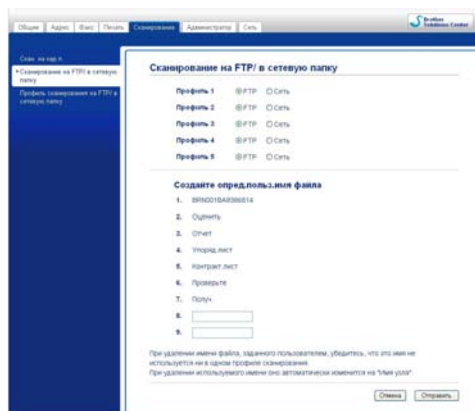 Общие Адрес Факс Печать Сканирование Администратор Сеть
Brother Solutions Center
Скан. на кар.п.
• Сканирование на FTP/ в сетевую папку
Профиль сканирования на FTP/ в сетевую папку
Сканирование на FTP/ в сетевую папку
Профиль 1 FTP Сеть
Профиль 2 FTP Сеть
Профиль 3 FTP Сеть
Профиль 4 FTP Сеть
Профиль 5 FTP Сеть
Создайте опред.польз.имя файла
1. BRN001BA9386814
2. Оценить
3. Отчет
4. Упоряд.лист
5. Контракт.лист
6. Проверьте
7. Получ.
8.
9.
При удалении имени файла, заданного пользователем, убедитесь, что это имя не
используется ни в одном профиле сканирования.
При удалении используемого имени оно автоматически изменится на "Имя узла".
Отмена Отправить